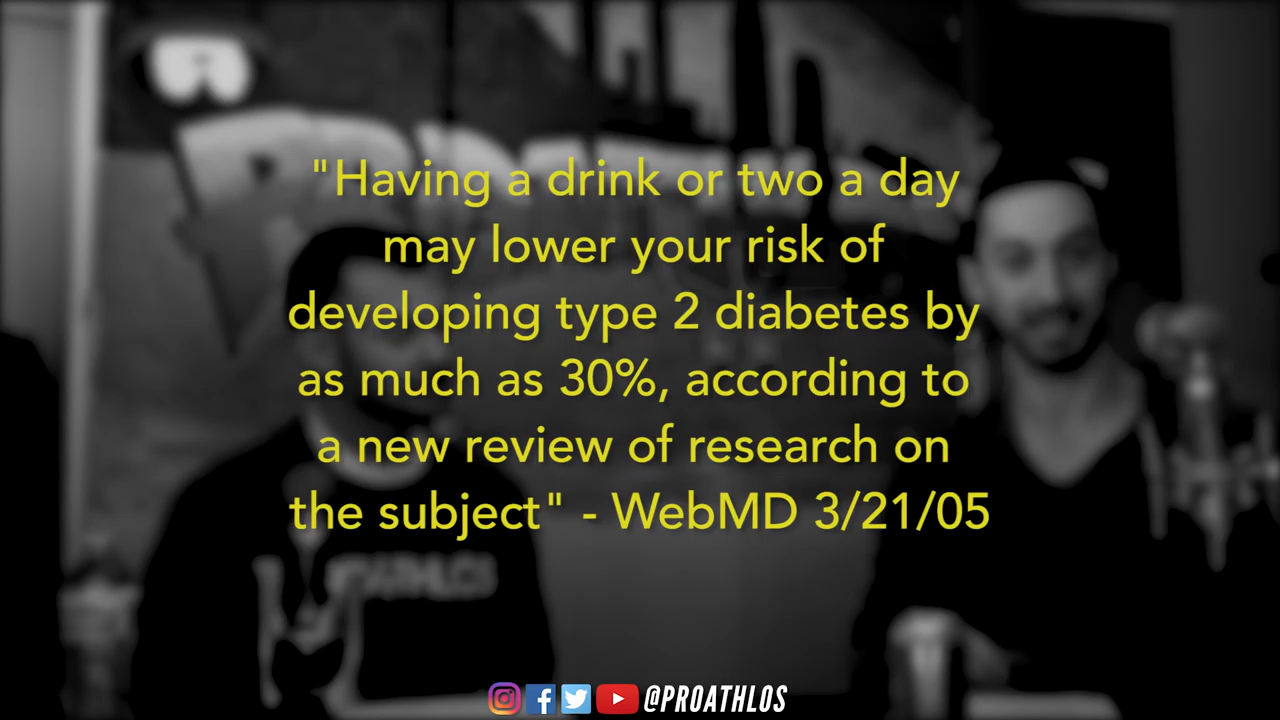 "Having a drink or two a day
may lower your risk of
developing type 2 diabetes by
as much as 30%, according to
a new review of research on
the subject" - WebMD 3/21/05
@PROATHLOS